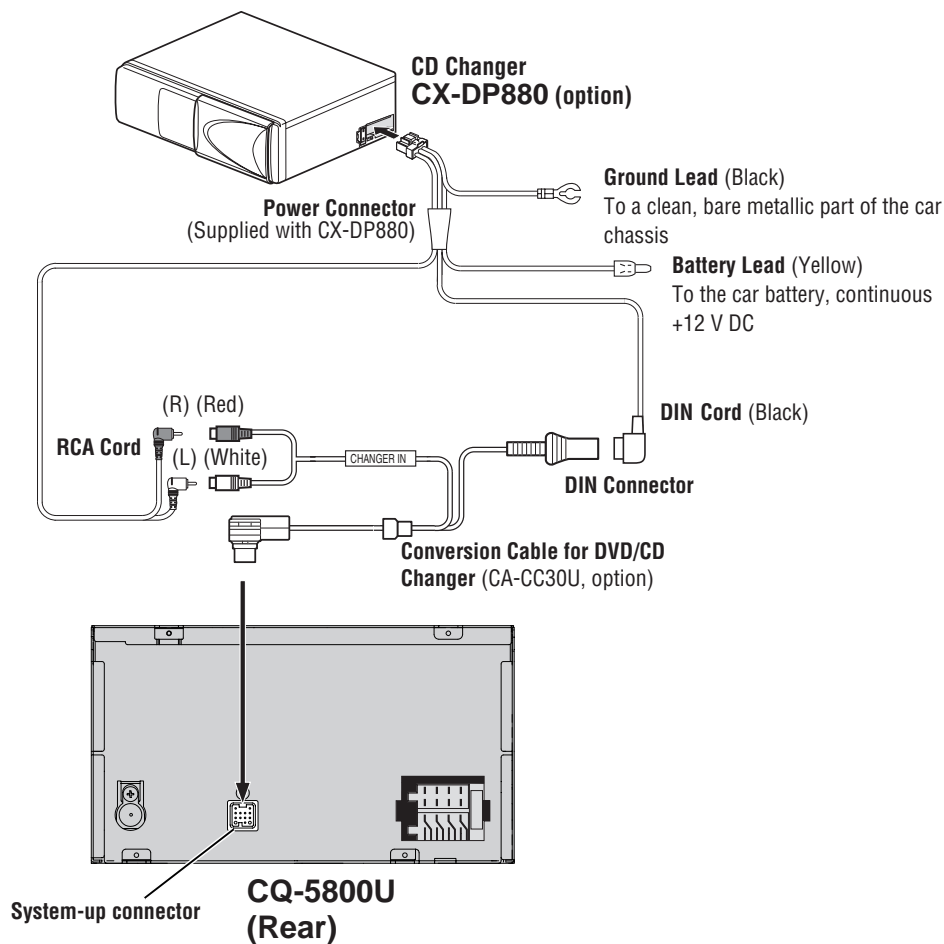 CD Changer
CX-DP880 (option)
Ground Lead (Black)
To a clean, bare metallic part of the car
chassis
Power Connector
(Supplied with CX-DP880)
Battery Lead (Yellow)
To the car battery, continuous
+12 V DC
(R) (Red)
DIN Cord (Black)
RCA Cord
(L) (White)
CHANGER IN
DIN Connector
Conversion Cable for DVD/CD
Changer (CA-CC30U, option)
System-up connector
CQ-5800U
(Rear)